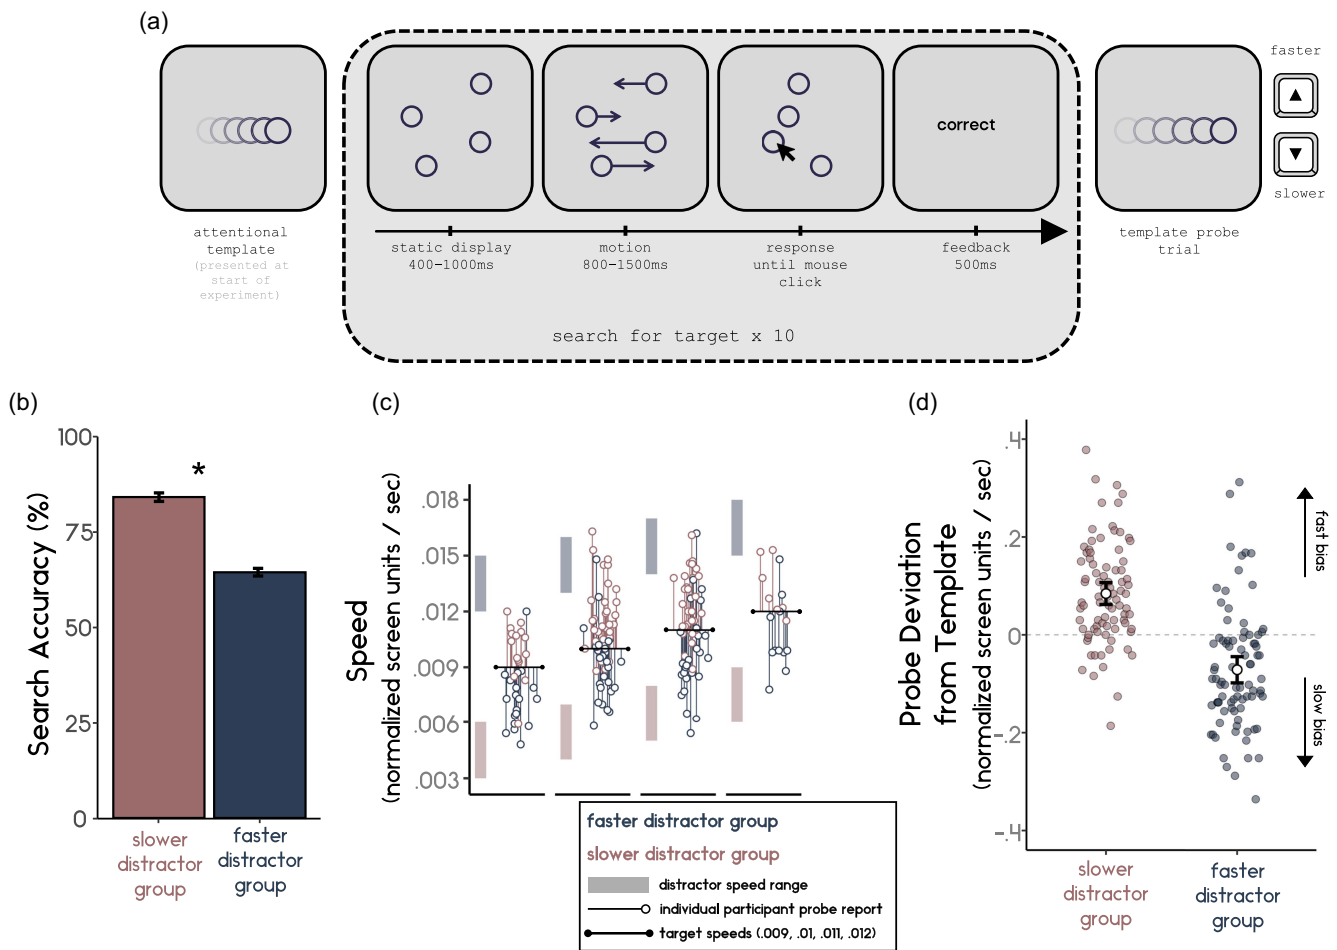 (a)
faster
correct
slower
attentional
template
(presented at
start of
experiment)
static display
400–1000ms
motion
800–1500ms
response
until mouse
click
feedback
500ms
template probe
trial
search for target x 10
(b)
Search Accuracy (%)
100
75
50
25
0
*
slower
distractor
group
faster
distractor
group
(c)
Speed
(normalized screen units / sec)
.018
.015
.012
.009
.006
.003
faster distractor group
slower distractor group
distractor speed range
individual participant probe report
target speeds (.009, .01, .011, .012)
(d)
Probe Deviation
from Template
(normalized screen units / sec)
.4
.2
0
-.2
-.4
fast bias
slow bias
slower
distractor
group
faster
distractor
group